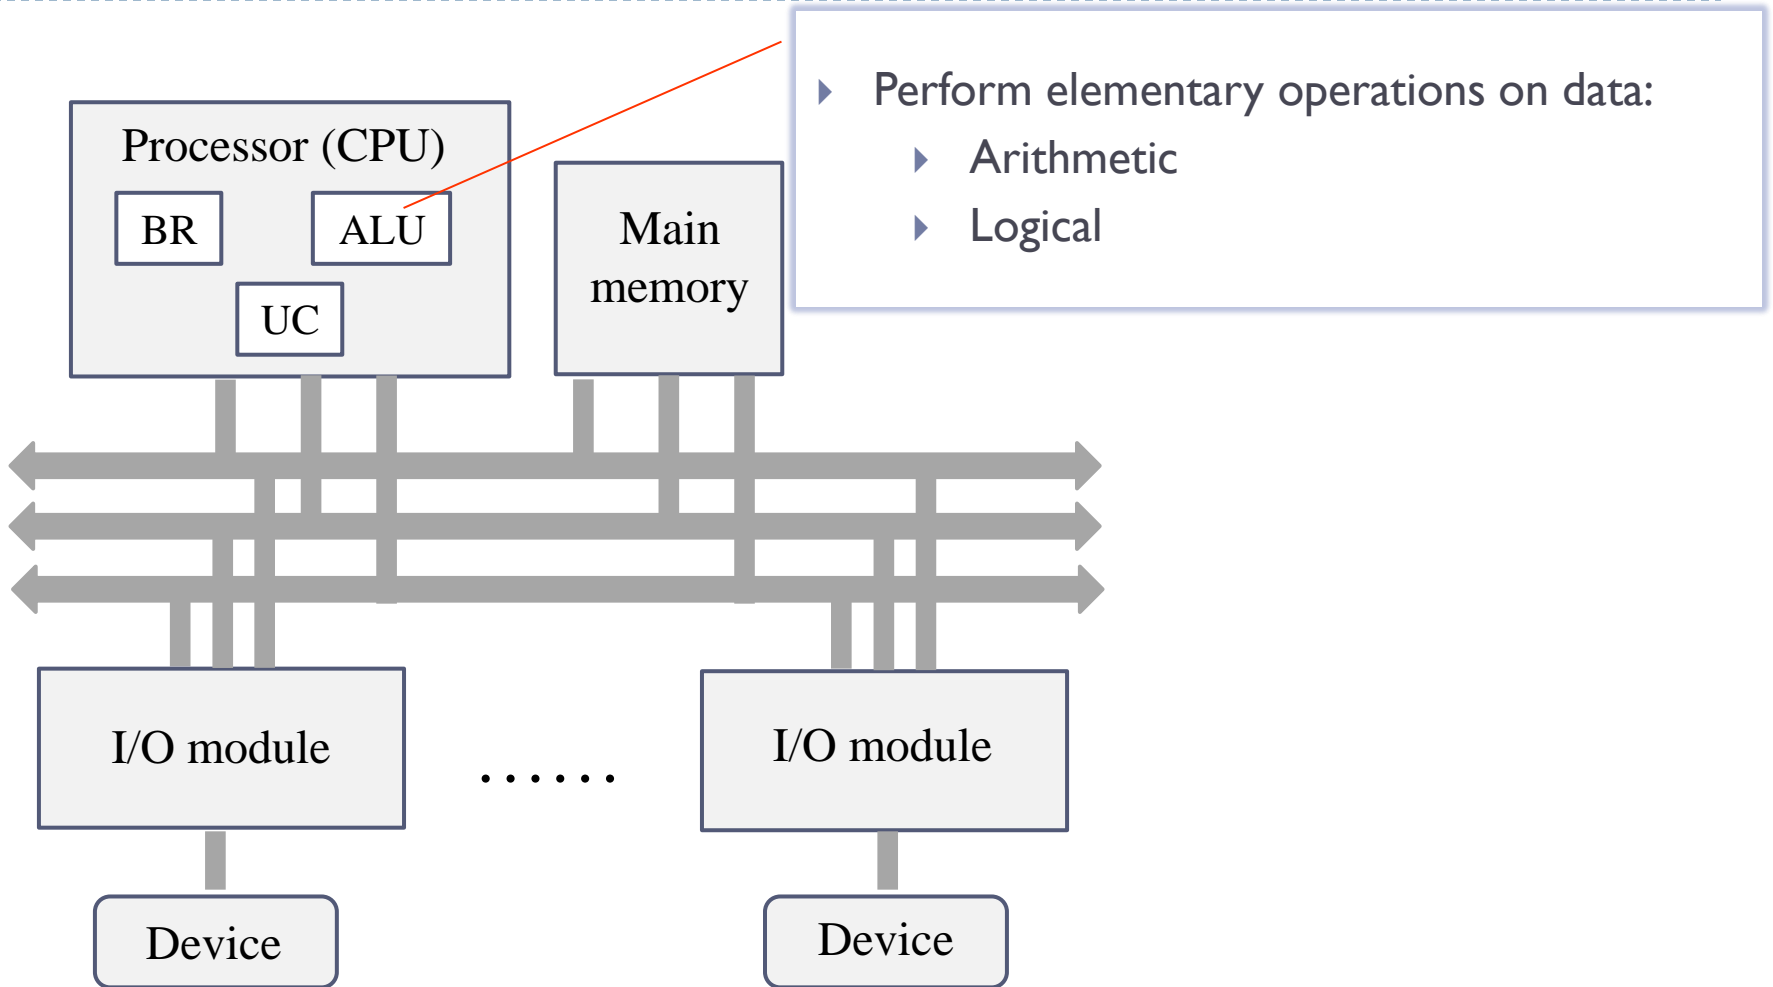 Processor (CPU)
BR
ALU
UC
Main
memory
Perform elementary operations on data:
Arithmetic
Logical
I/O module
......
I/O module
Device
Device